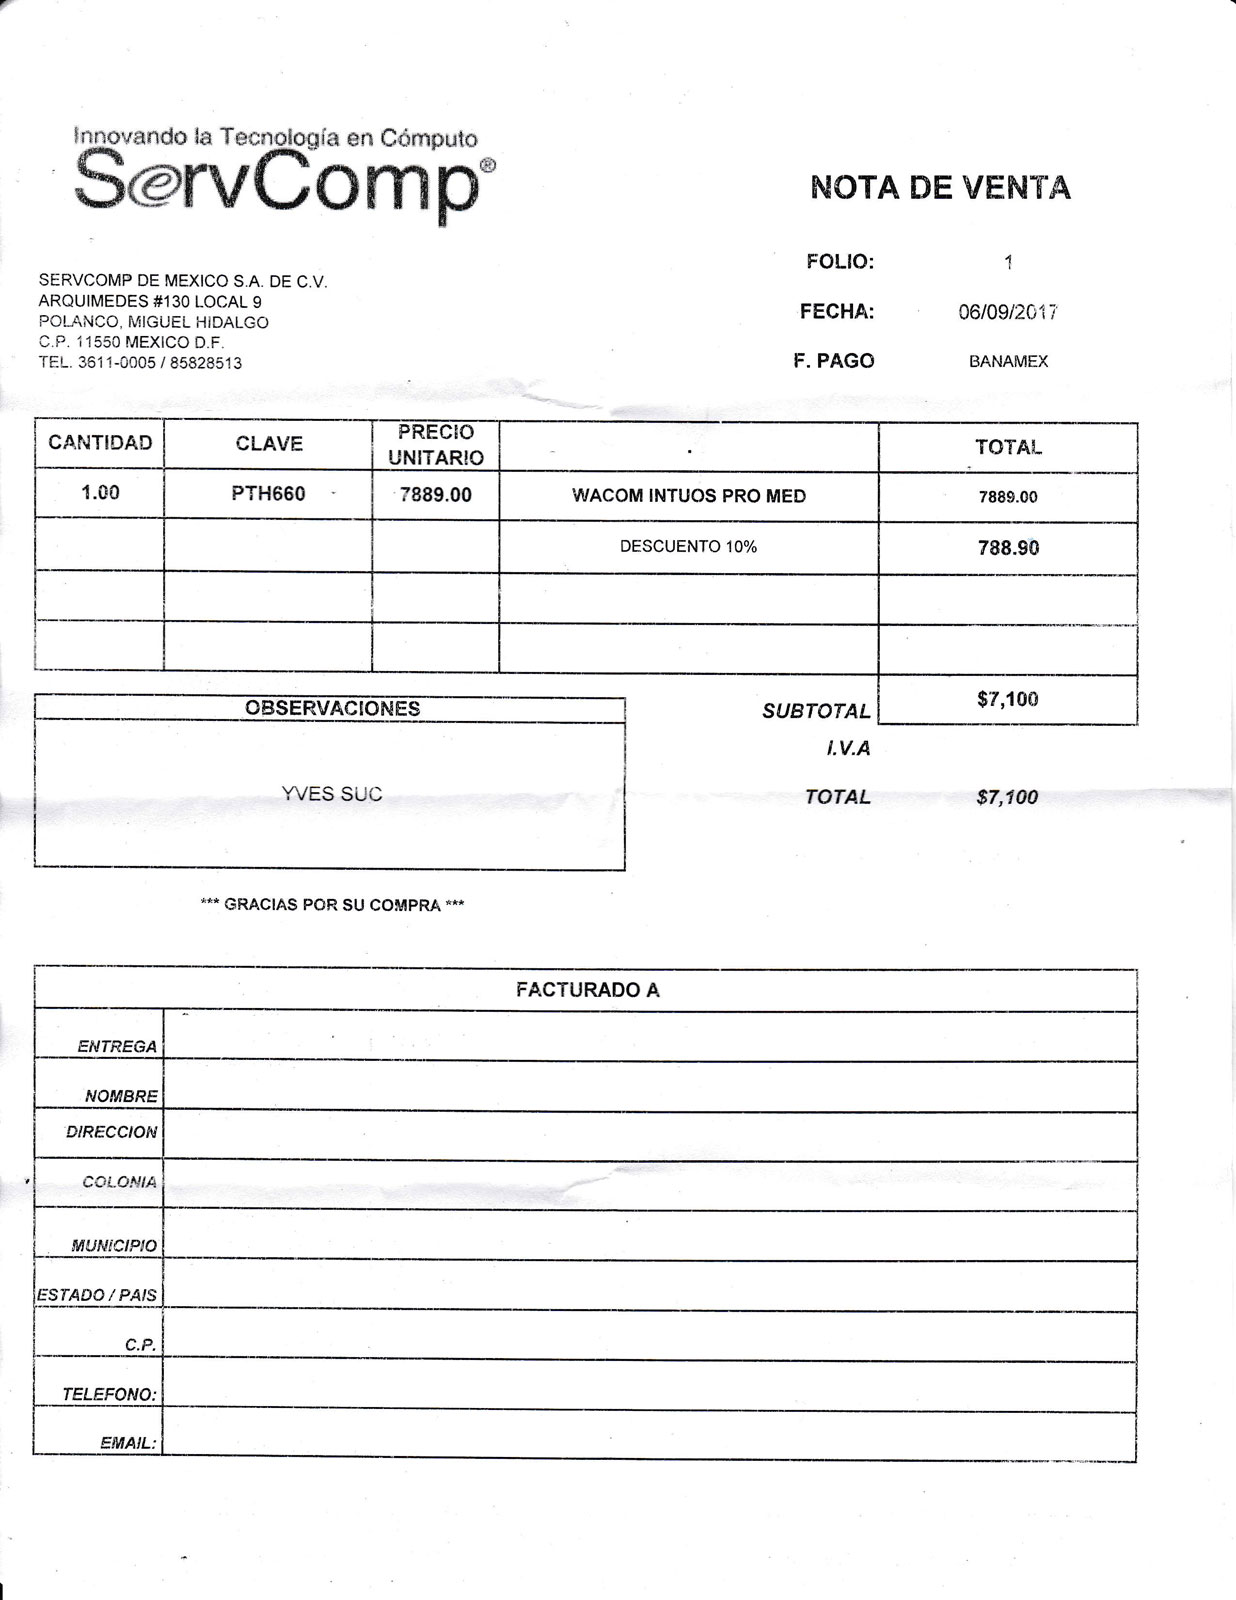 Innovando la Tecnología en Cómputo
ServComp®
NOTA DE VENTA
FOLIO: 1
SERVCOMP DE MEXICO S.A. DE C.V.
ARQUIMEDES #130 LOCAL 9
POLANCO, MIGUEL HIDALGO
C.P. 11550 MEXICO D.F.
TEL. 3611-0005 / 85828513
FECHA: 06/09/2017
F. PAGO BANAMEX
CANTIDAD CLAVE PRECIO UNITARIO TOTAL
1.00 PTH660 7889.00 WACOM INTUOS PRO MED 7889.00
DESCUENTO 10% 788.90
SUBTOTAL $7,100
I.V.A
TOTAL $7,100
OBSERVACIONES
YVES SUC
*** GRACIAS POR SU COMPRA ***
FACTURADO A
ENTREGA
NOMBRE
DIRECCION
COLONIA
MUNICIPIO
ESTADO / PAIS
C.P.
TELEFONO:
EMAIL: